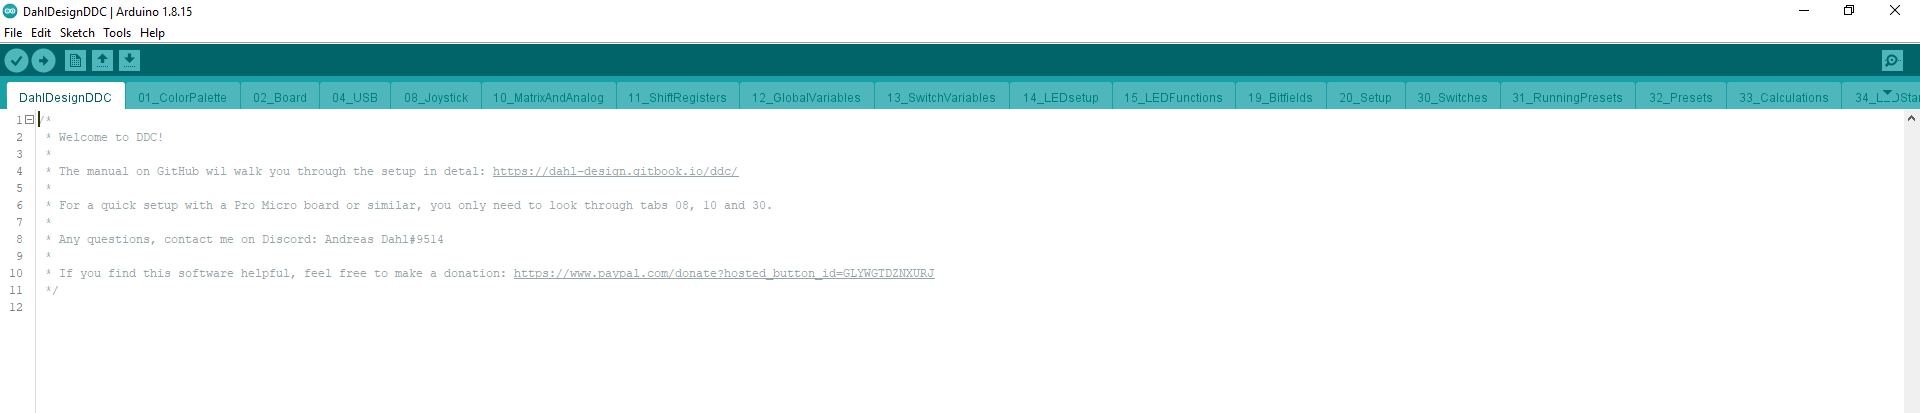 DahlDesignDDC | Arduino 1.8.15
File Edit Sketch Tools Help
DahlDesignDDC 01_ColorPalette 02_Board 04_USB 08_Joystick 10_MatrixAndAnalog 11_ShiftRegisters 12_GlobalVariables 13_SwitchVariables 14_LEDsetup 15_LEDFunctions 19_Bitfields 20_Setup 30_Switches 31_RunningPresets 32_Presets 33_Calculations
1 /*
2 * Welcome to DDC!
3 *
4 * The manual on GitHub wil walk you through the setup in detal: https://dahl-design.gitbook.io/ddc/
5 *
6 * For a quick setup with a Pro Micro board or similar, you only need to look through tabs 08, 10 and 30.
7 *
8 * Any questions, contact me on Discord: Andreas Dahl#9514
9 *
10 * If you find this software helpful, feel free to make a donation: https://www.paypal.com/donate?hosted_button_id=GLYWGTDZNXURJ
11 */
12